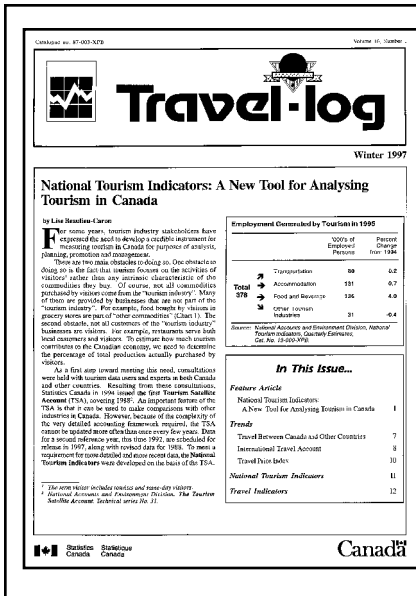 Catalogue no. 87-003-XPB
Volume 16, Number
Travel-log
Winter 1997
National Tourism Indicators: A New Tool for Analysing
Tourism in Canada
by Lise Beaulieu-Caron
For some years, tourism industry stakeholders have
expressed the need to develop a credible instrument for
measuring tourism in Canada for purposes of analysis,
planning, promotion and management.
There are two main obstacles to doing so. One obstacle to
doing so is the fact that tourism focuses on the activities of
visitors¹ rather than any intrinsic characteristic of the
commodities they buy. Of course, not all commodities
purchased by visitors come from the "tourism industry". Many
of them are provided by businesses that are not part of the
"tourism industry". For example, food bought by visitors in
grocery stores are part of "other commodities" (Chart 1). The
second obstacle, not all customers of the "tourism industry"
businesses are visitors. For example, restaurants serve both
local customers and visitors. To estimate how much tourism
contributes to the Canadian economy, we need to determine
the percentage of total production actually purchased by
visitors.
As a first step toward meeting this need, consultations
were held with tourism data users and experts in both Canada
and other countries. Resulting from these consultations,
Statistics Canada in 1994 issued the first Tourism Satellite
Account (TSA), covering 1988². An important feature of the
TSA is that it can be used to make comparisons with other
industries in Canada. However, because of the complexity of
the very detailed accounting framework required, the TSA
cannot be updated more often than once every few years. Data
for a second reference year, this time 1992, are scheduled for
release in 1997, along with revised data for 1988. To meet a
requirement for more detailed and more recent data, the National
Tourism Indicators were developed on the basis of the TSA.
¹ The term visitor includes tourists and same-day visitors.
² National Accounts and Environment Division, The Tourism
Satellite Account, Technical series No. 31.
Employment Generated by Tourism in 1995
'000's of Employed Persons
Percent Change from 1994
Total 378
Transportation 80 0.2
Accommodation 131 0.7
Food and Beverage 136 4.0
Other Tourism Industries 31 -0.4
Source: National Accounts and Environment Division, National
Tourism Indicators, Quarterly Estimates,
Cat. No. 13-009-XPB.
In This Issue...
Feature Article
National Tourism Indicators:
A New Tool for Analysing Tourism in Canada 1
Trends
Travel Between Canada and Other Countries 7
International Travel Account 8
Travel Price Index 10
National Tourism Indicators 11
Travel Indicators 12
Statistics Canada
Statistique Canada
Canada